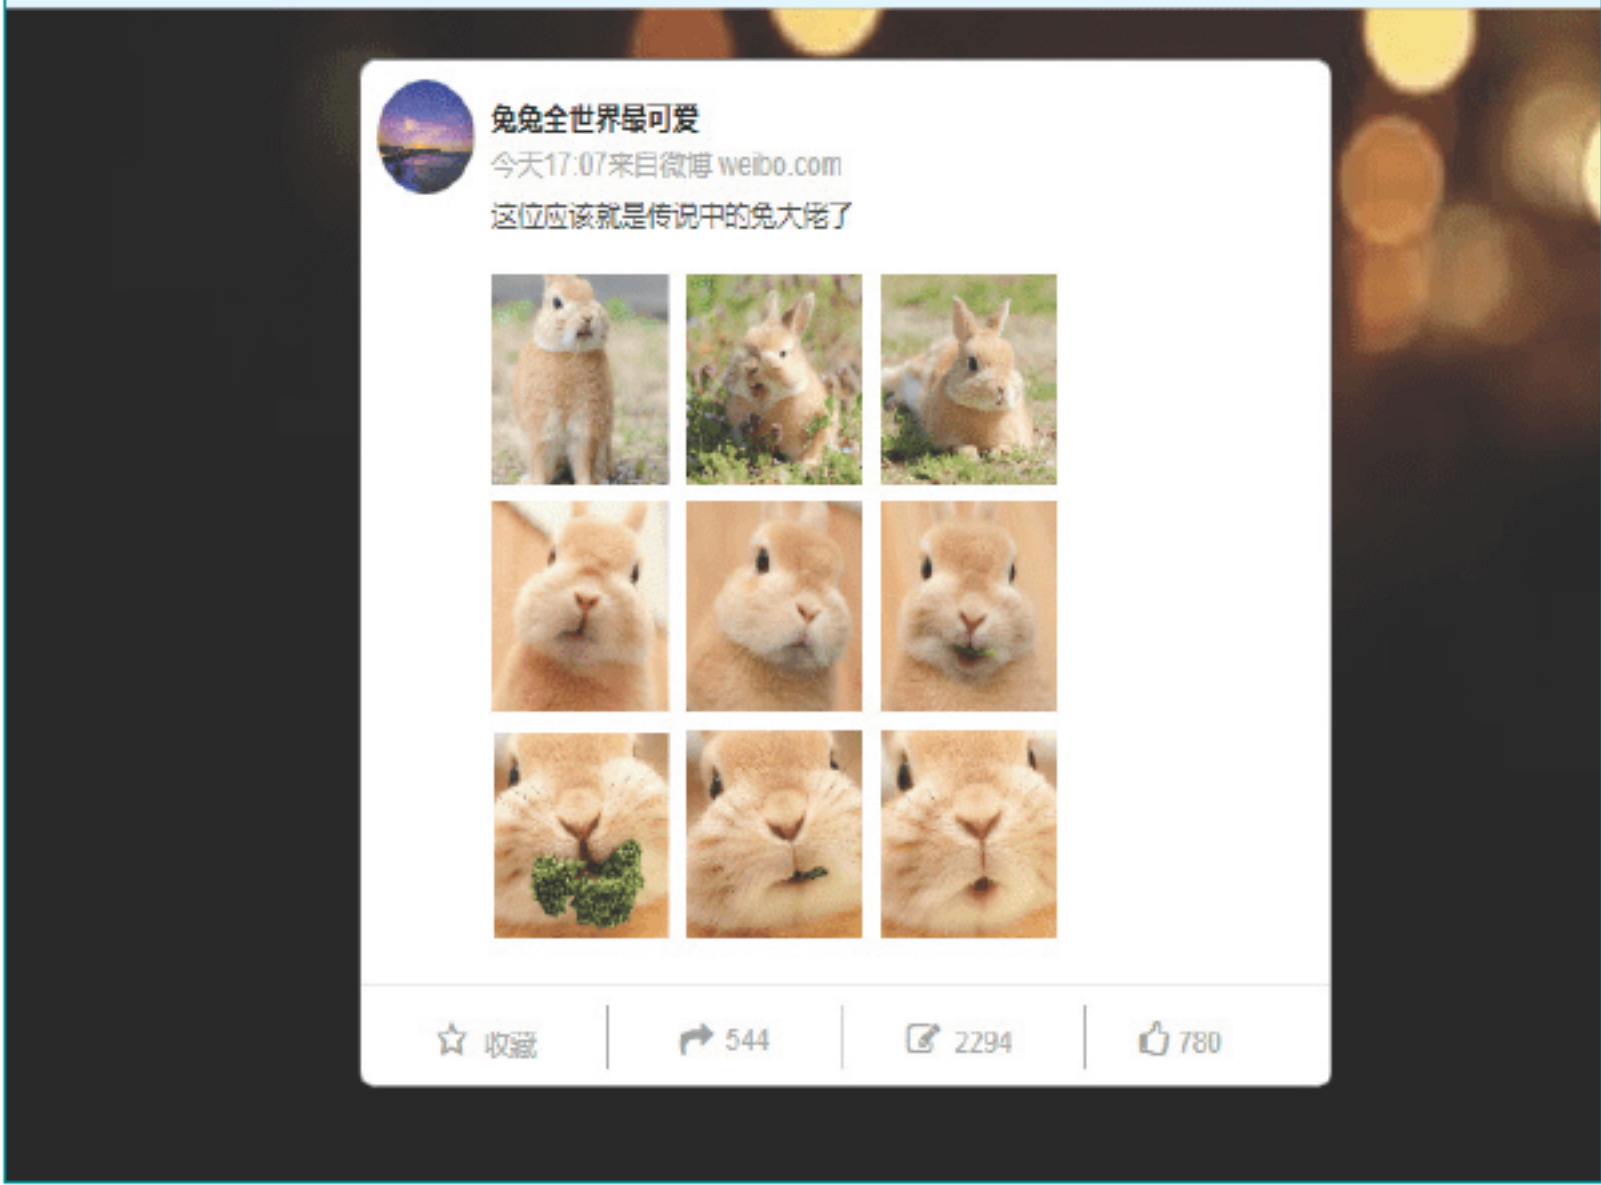 兔兔全世界最可爱
今天17:07来自微博 weibo.com
这位应该就是传说中的兔大佬了
收藏
544
2294
780